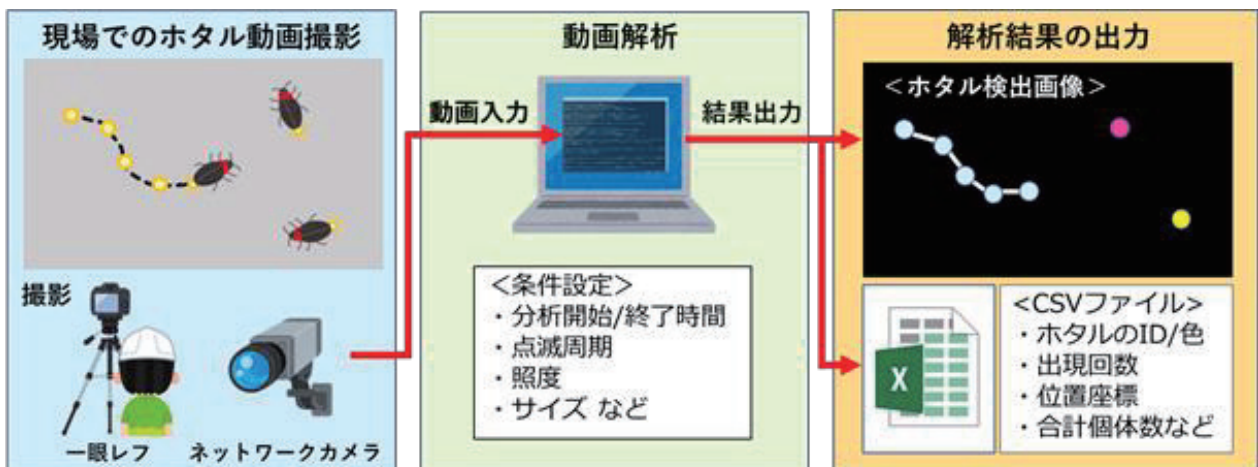 現場でのホタル動画撮影
撮影
一眼レフ
ネットワークカメラ
動画解析
動画入力
結果出力
<条件設定>
・分析開始/終了時間
・点滅周期
・照度
・サイズ など
解析結果の出力
<ホタル検出画像>
X
<CSVファイル>
・ホタルのID/色
・出現回数
・位置座標
・合計個体数など